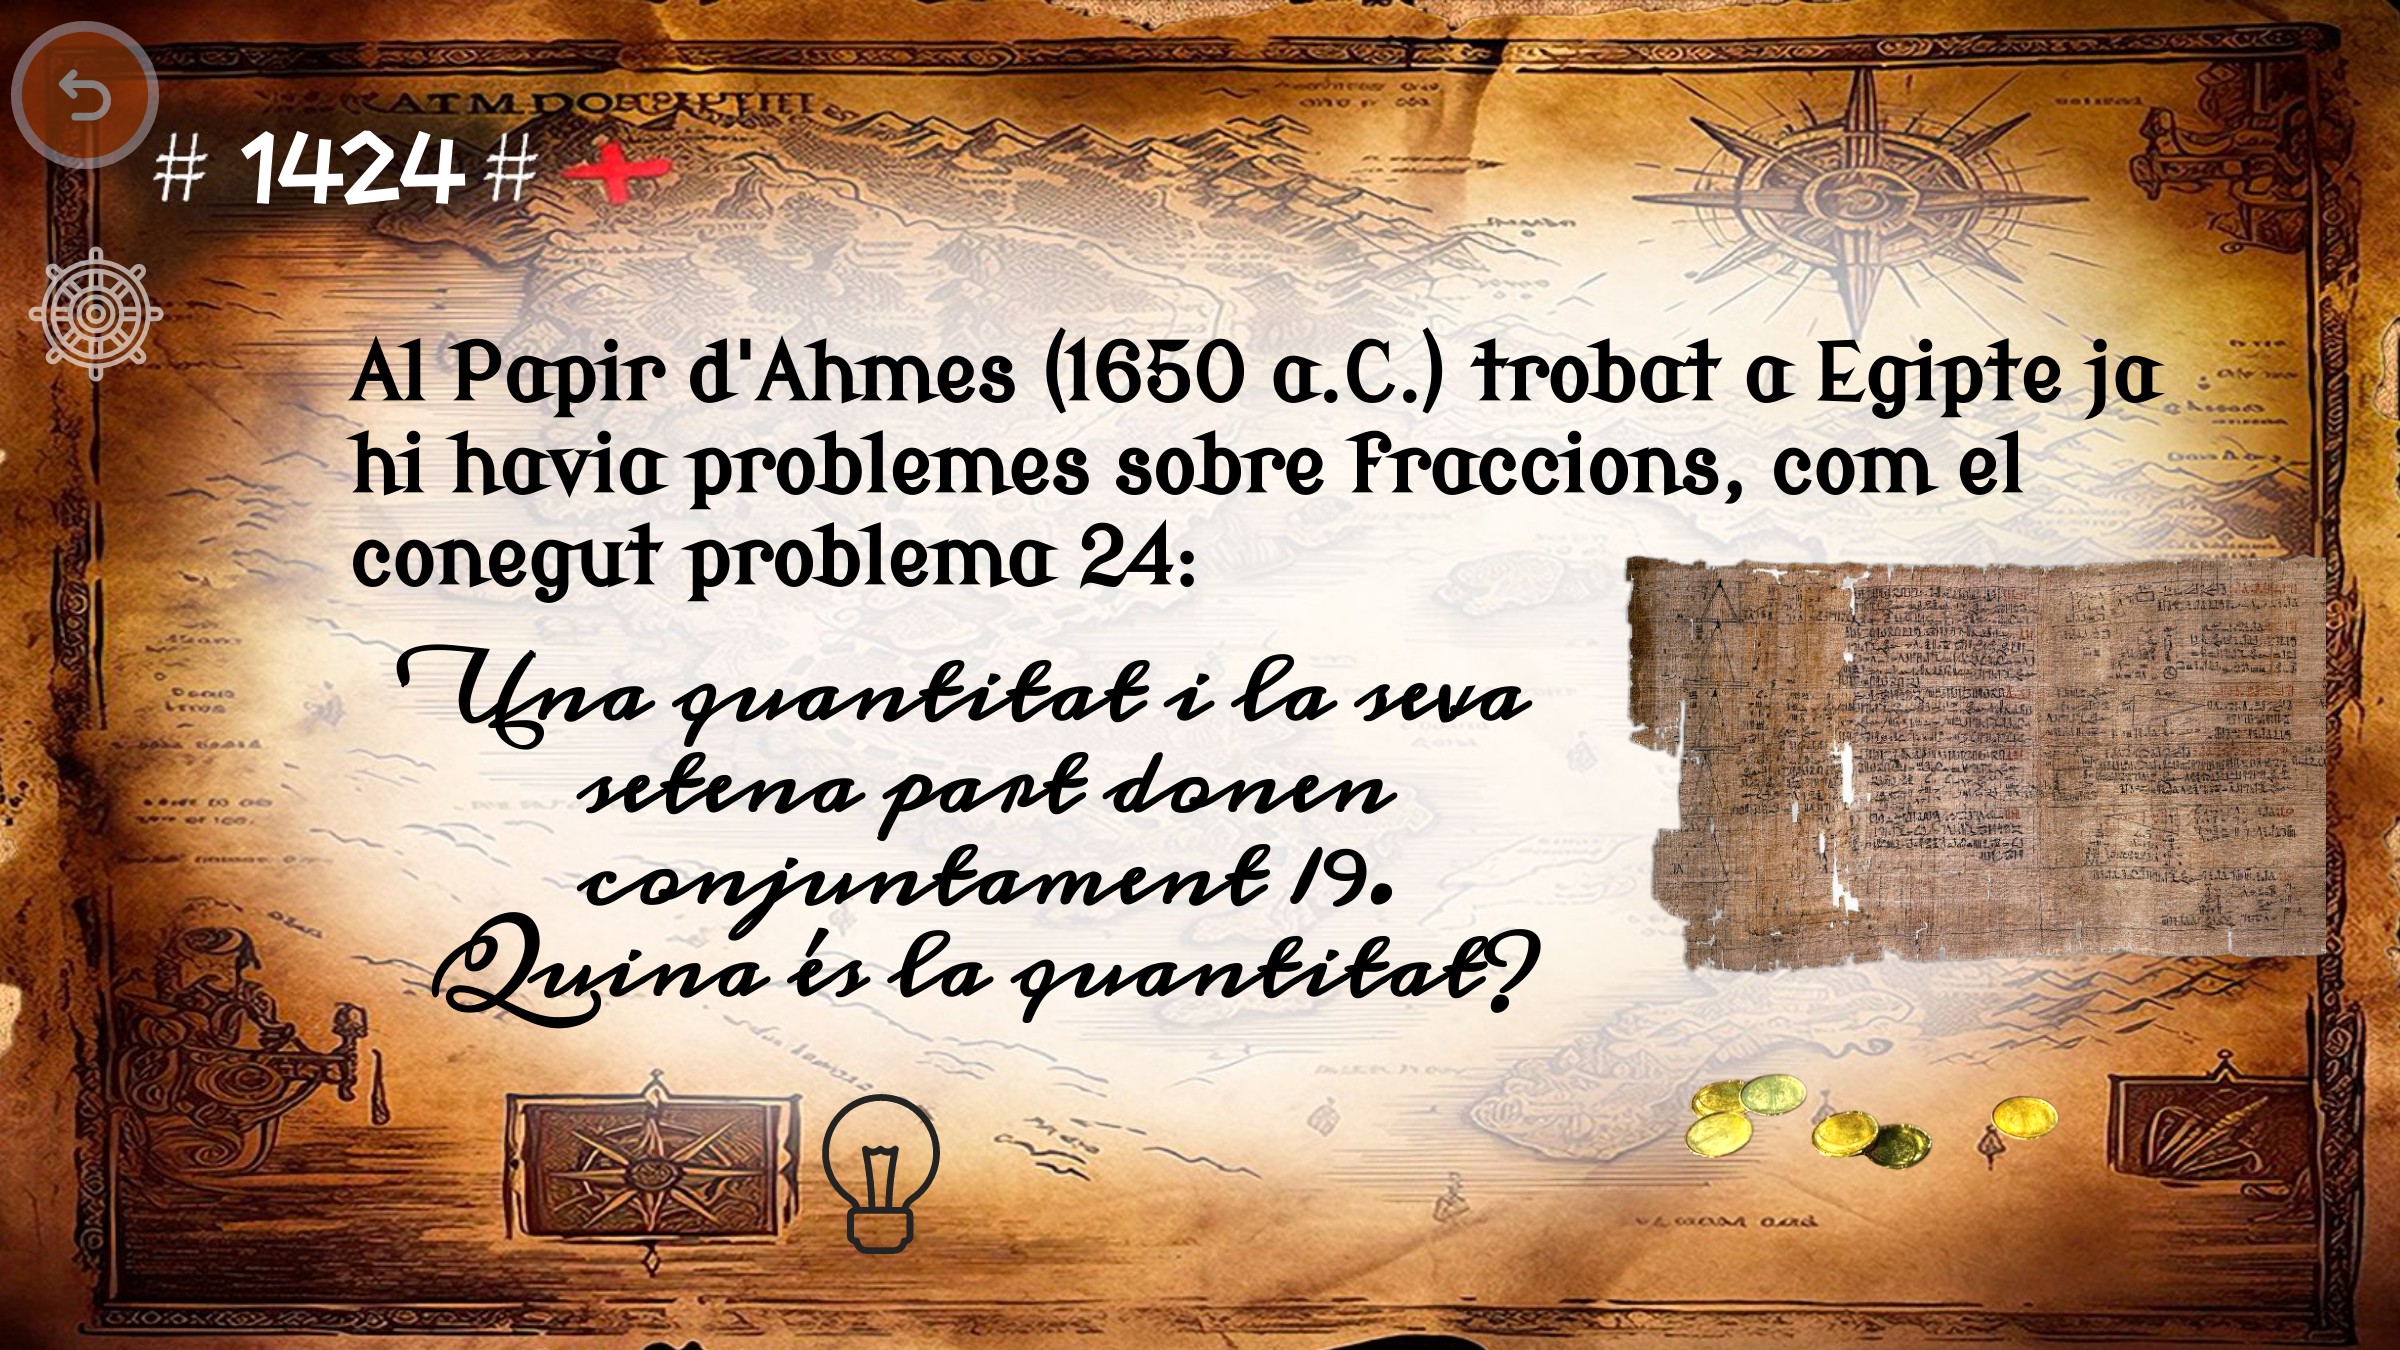 # 1424 #
Al Papir d'Ahmes (1650 a.C.) trobat a Egipte ja
hi havia problemes sobre fraccions, com el
conegut problema 24:
Una quantitat i la seva
setena part donen
conjuntament 19.
Quina és la quantitat?